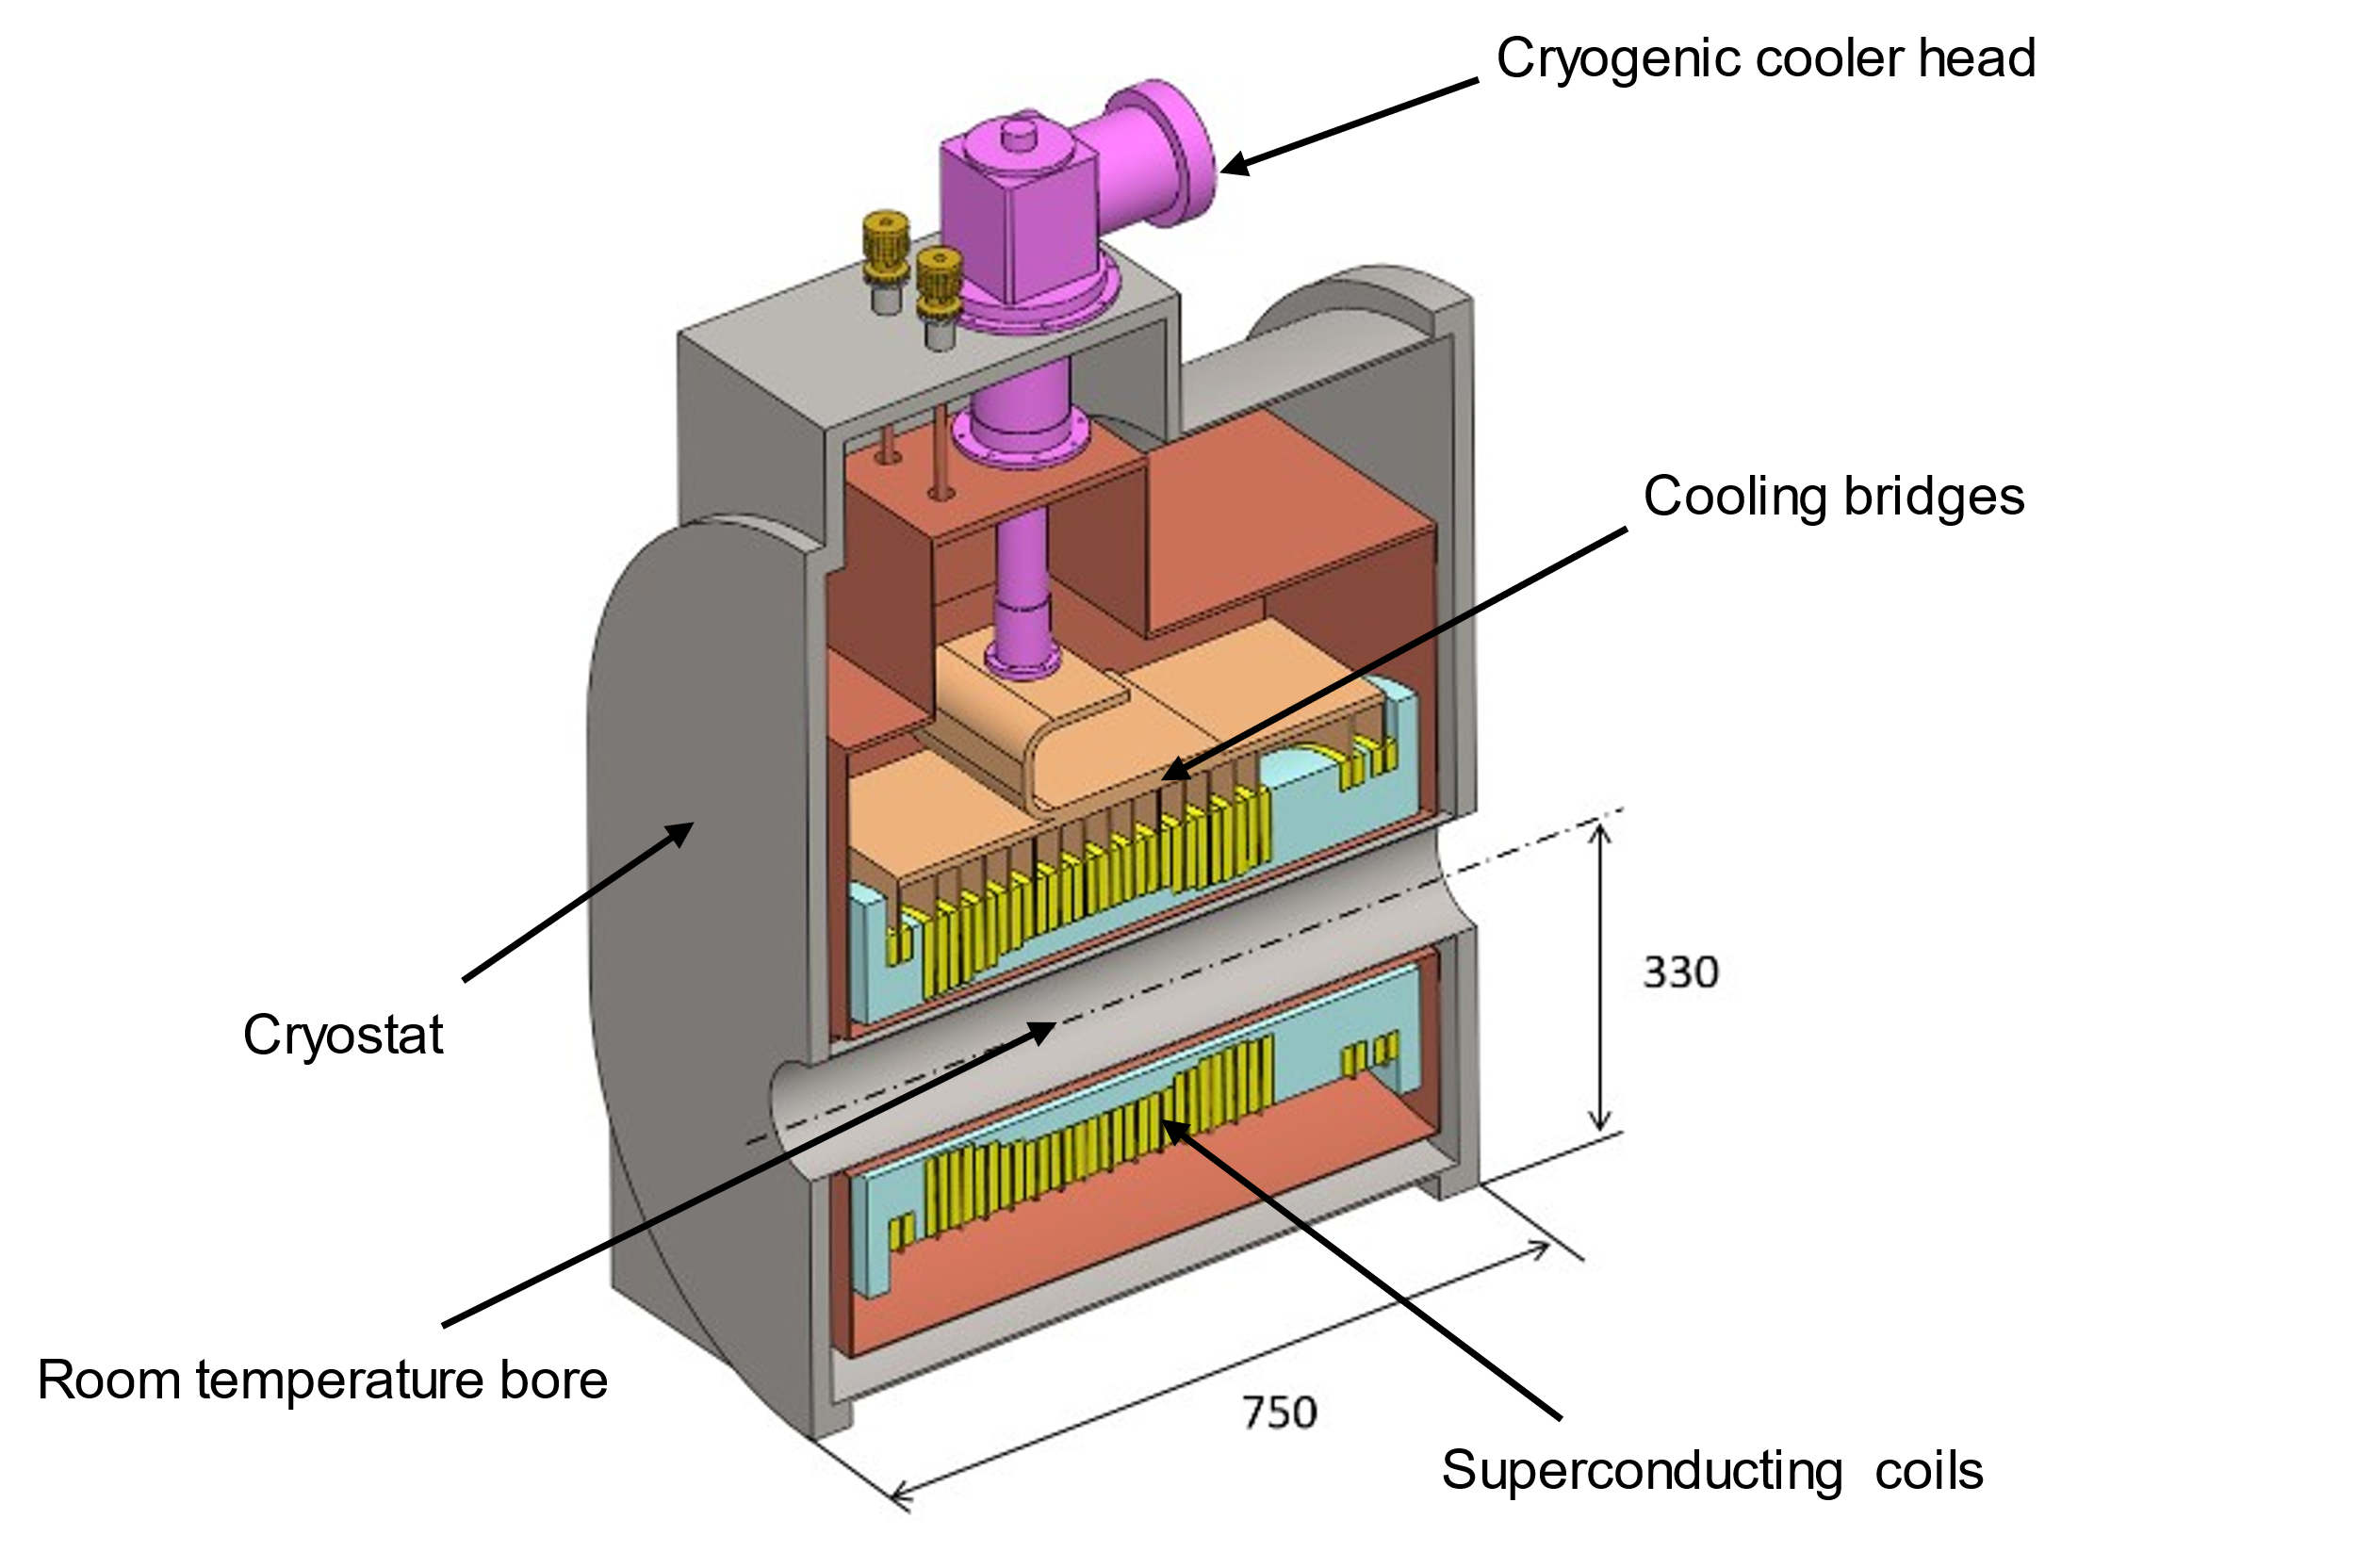 Cryogenic cooler head
Cooling bridges
330
Cryostat
Room temperature bore
750
Superconducting coils